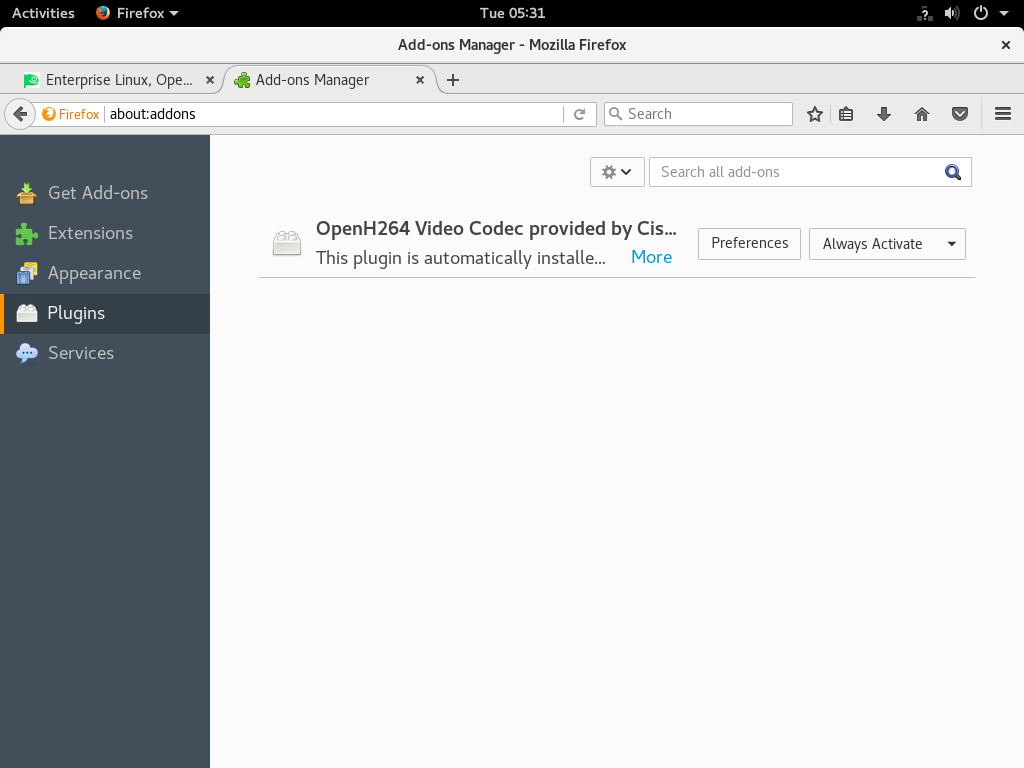 Activities Firefox Tue 05:31
Add-ons Manager - Mozilla Firefox
Enterprise Linux, Ope... Add-ons Manager
Firefox about:addons Search
Search all add-ons
Get Add-ons
Extensions
Appearance
Plugins
Services
OpenH264 Video Codec provided by Cis...
This plugin is automatically installe... More
Preferences Always Activate